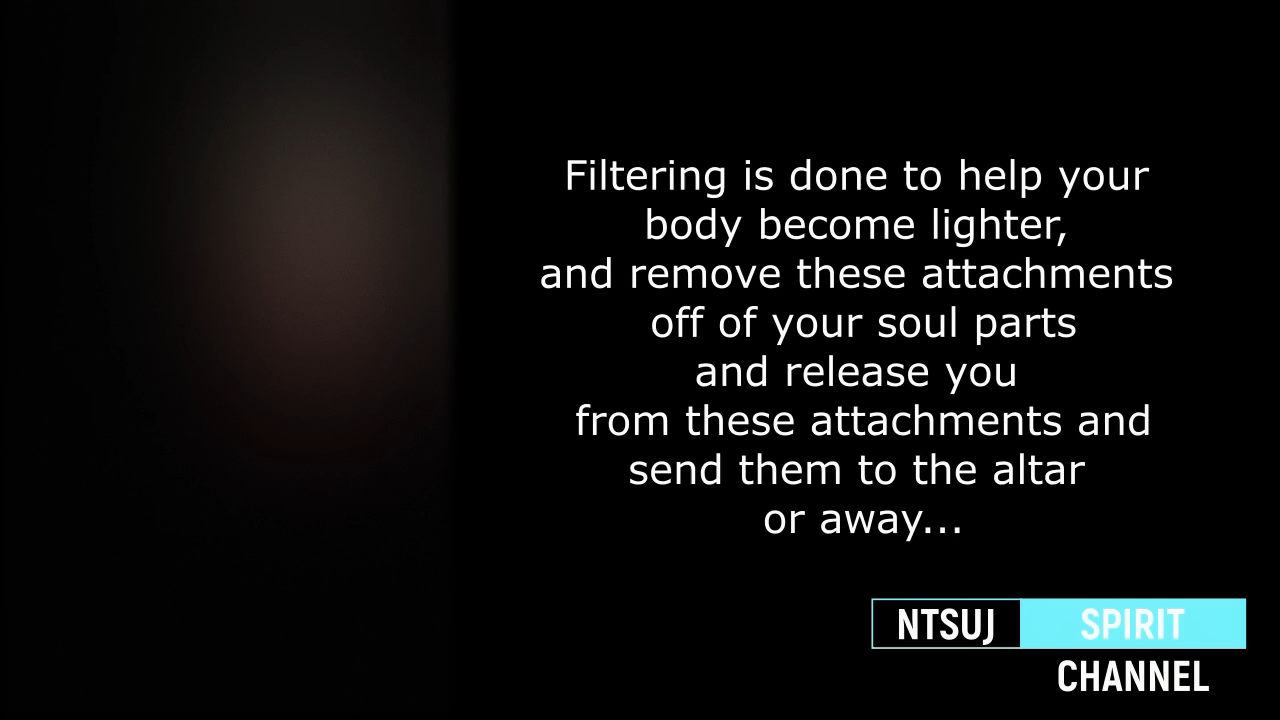 Filtering is done to help your
body become lighter,
and remove these attachments
off of your soul parts
and release you
from these attachments and
send them to the altar
or away...
NTSUJ SPIRIT
CHANNEL